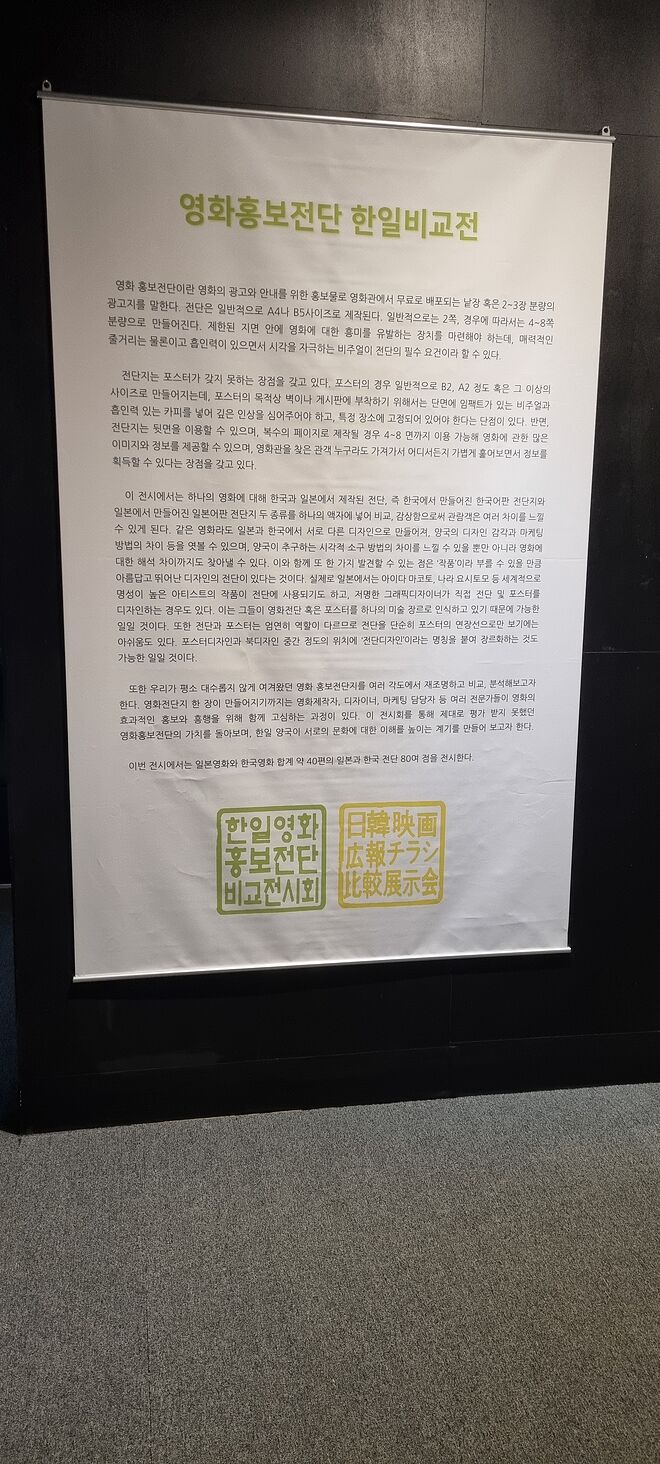 영화홍보전단 한일비교전
영화 홍보전단이란 영화의 광고와 안내를 위한 홍보물로 영화관에서 무료로 배포되는 낱장 혹은 2~3장 분량의
광고지를 말한다. 전단은 일반적으로 A4나 B5사이즈로 제작된다. 일반적으로는 2쪽, 경우에 따라서는 4~8쪽
분량으로 만들어진다. 제한된 지면 안에 영화에 대한 흥미를 유발하는 장치를 마련해야 하는데, 매력적인
줄거리는 물론이고 흡인력이 있으면서 시각을 자극하는 비주얼이 전단의 필수 요건이라 할 수 있다.
전단지는 포스터가 갖지 못하는 장점을 갖고 있다. 포스터의 경우 일반적으로 B2, A2 정도 혹은 그 이상의
사이즈로 만들어지는데, 포스터의 목적상 벽이나 게시판에 부착하기 위해서는 단면에 임팩트가 있는 비주얼과
흡인력 있는 카피를 넣어 깊은 인상을 심어주어야 하고, 특정 장소에 고정되어 있어야 한다는 단점이 있다. 반면,
전단지는 뒷면을 이용할 수 있으며, 복수의 페이지로 제작될 경우 4~8 면까지 이용 가능해 영화에 관한 많은
이미지와 정보를 제공할 수 있으며, 영화관을 찾은 관객 누구라도 가져가서 어디서든지 가볍게 훑어보면서 정보를
획득할 수 있다는 장점을 갖고 있다.
이 전시에서는 하나의 영화에 대해 한국과 일본에서 제작된 전단, 즉 한국에서 만들어진 한국어판 전단지와
일본에서 만들어진 일본어판 전단지 두 종류를 하나의 액자에 넣어 비교, 감상함으로써 관람객은 여러 차이를 느낄
수 있게 된다. 같은 영화라도 일본과 한국에서 서로 다른 디자인으로 만들어져, 양국의 디자인 감각과 마케팅
방법의 차이 등을 엿볼 수 있으며, 양국이 추구하는 시각적 소구 방법의 차이를 느낄 수 있을 뿐만 아니라 영화에
대한 해석 차이까지도 찾아낼 수 있다. 이와 함께 또 한 가지 발견할 수 있는 점은 ‘작품’이라 부를 수 있을 만큼
아름답고 뛰어난 디자인의 전단이 있다는 것이다. 실제로 일본에서는 아이다 마코토, 나라 요시토모 등 세계적으로
명성이 높은 아티스트의 작품이 전단에 사용되기도 하고, 저명한 그래픽디자이너가 직접 전단 및 포스터를
디자인하는 경우도 있다. 이는 그들이 영화전단 혹은 포스터를 하나의 미술 장르로 인식하고 있기 때문에 가능한
일일 것이다. 또한 전단과 포스터는 엄연히 역할이 다르므로 전단을 단순히 포스터의 연장선으로만 보기에는
아쉬움도 있다. 포스터디자인과 북디자인 중간 정도의 위치에 ‘전단디자인’이라는 명칭을 붙여 장르화하는 것도
가능한 일일 것이다.
또한 우리가 평소 대수롭지 않게 여겨왔던 영화 홍보전단지를 여러 각도에서 재조명하고 비교, 분석해보고자
한다. 영화전단지 한 장이 만들어지기까지는 영화제작자, 디자이너, 마케팅 담당자 등 여러 전문가들이 영화의
효과적인 홍보와 흥행을 위해 함께 고심하는 과정이 있다. 이 전시회를 통해 제대로 평가 받지 못했던
영화홍보전단의 가치를 돌아보며, 한일 양국이 서로의 문화에 대한 이해를 높이는 계기를 만들어 보고자 한다.
이번 전시에서는 일본영화와 한국영화 합계 약 40편의 일본과 한국 전단 80여 점을 전시한다.
한일영화
홍보전단
비교전시회
日韓映画
広報チラシ
比較展示会